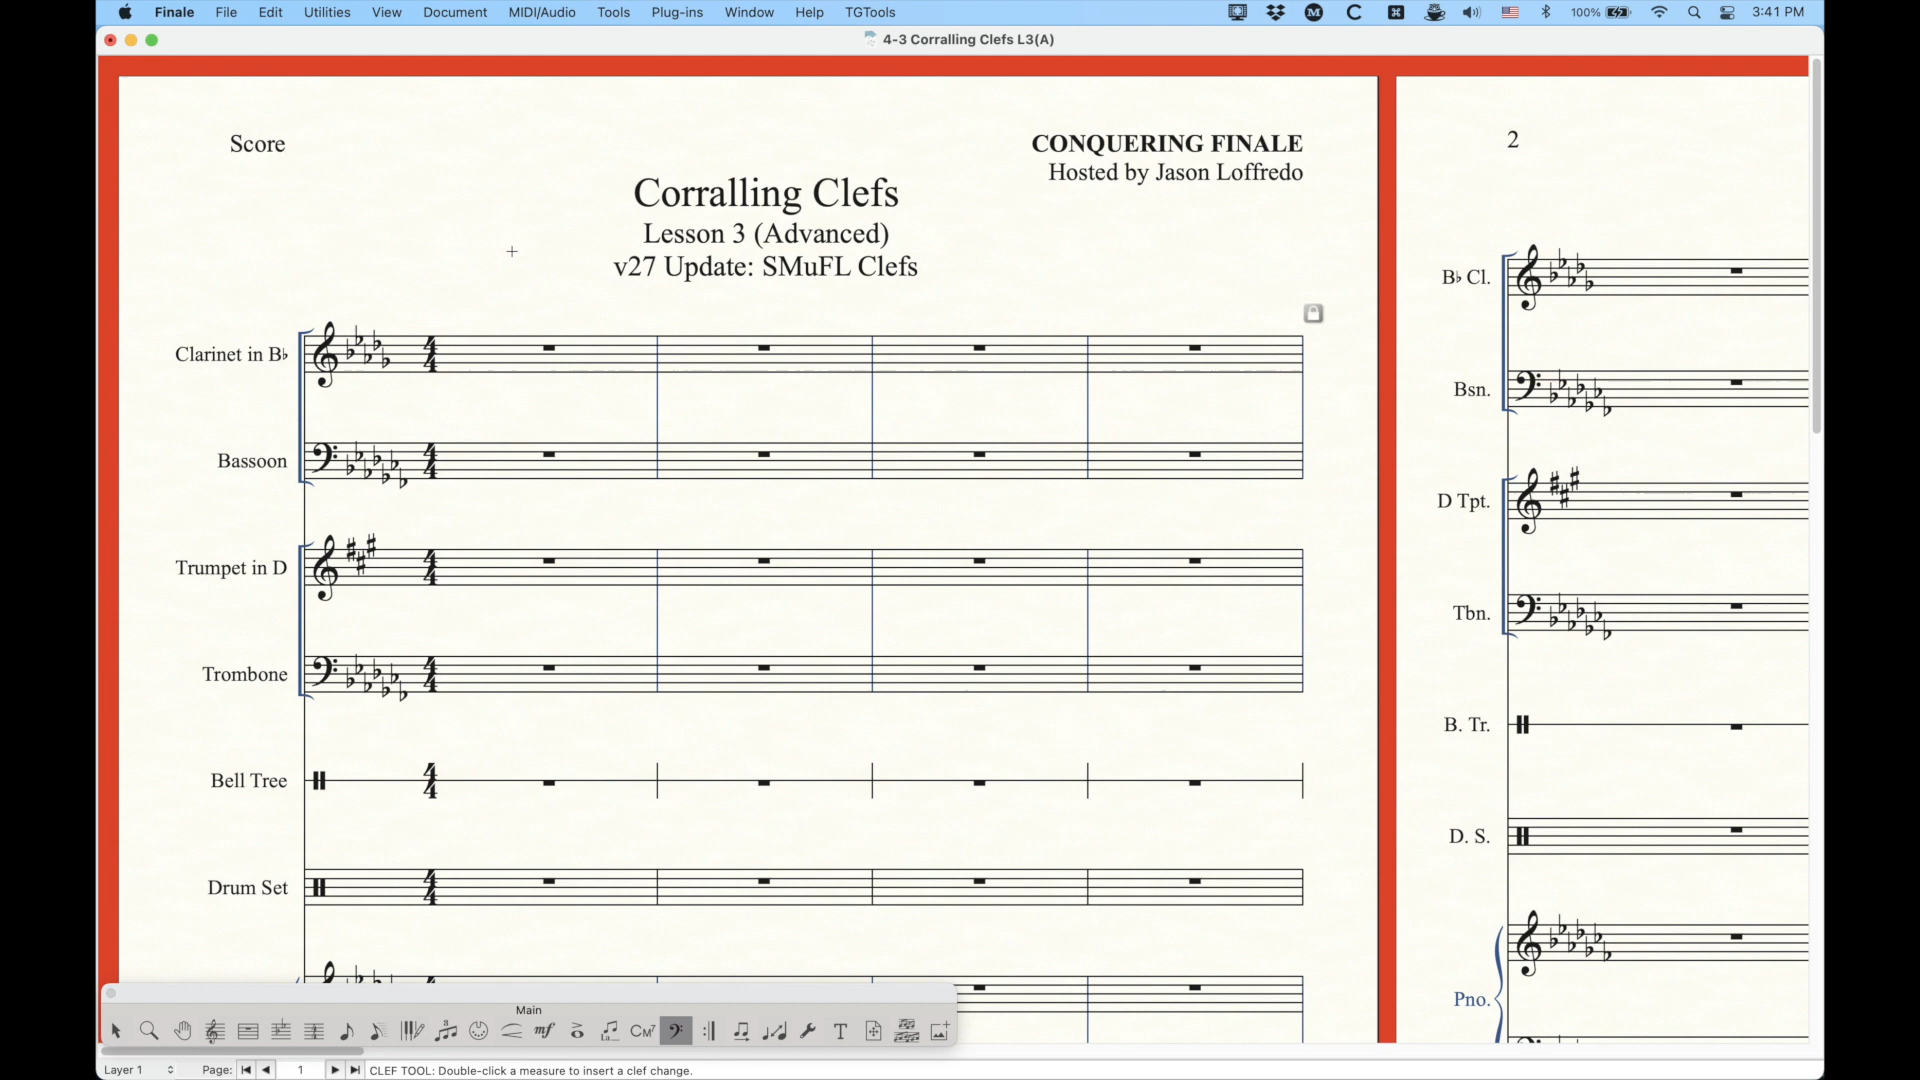 Finale File Edit Utilities View Document MIDI/Audio Tools Plug-ins Window Help TGTools 100% 3:41 PM
4-3 Corralling Clefs L3(A)
Score
CONQUERING FINALE
Hosted by Jason Loffredo
Corralling Clefs
Lesson 3 (Advanced)
v27 Update: SMuFL Clefs
Clarinet in B♭
Bassoon
Trumpet in D
Trombone
Bell Tree
Drum Set
2
B♭ Cl.
Bsn.
D Tpt.
Tbn.
B. Tr.
D. S.
Pno.
Main
mf CM7 T
Layer 1 Page: 1 CLEF TOOL: Double-click a measure to insert a clef change.